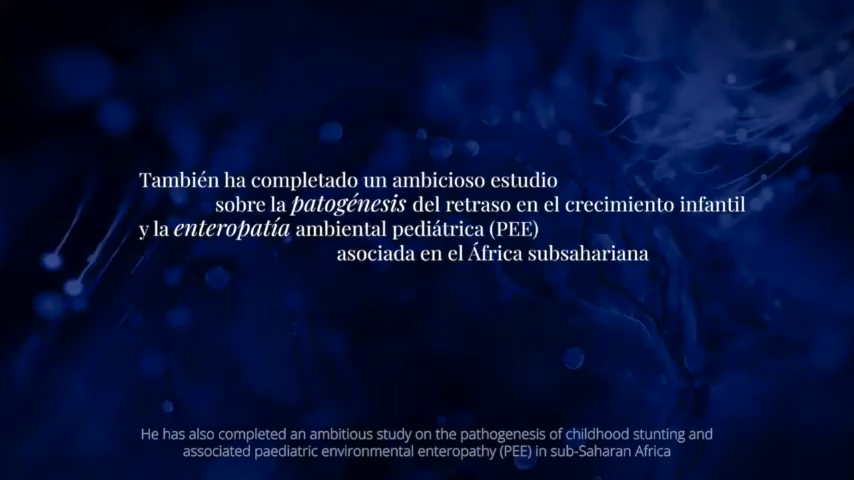 También ha completado un ambicioso estudio
sobre la patogénesis del retraso en el crecimiento infantil
y la enteropatía ambiental pediátrica (PEE)
asociada en el África subsahariana
He has also completed an ambitious study on the pathogenesis of childhood stunting and
associated paediatric environmental enteropathy (PEE) in sub-Saharan Africa